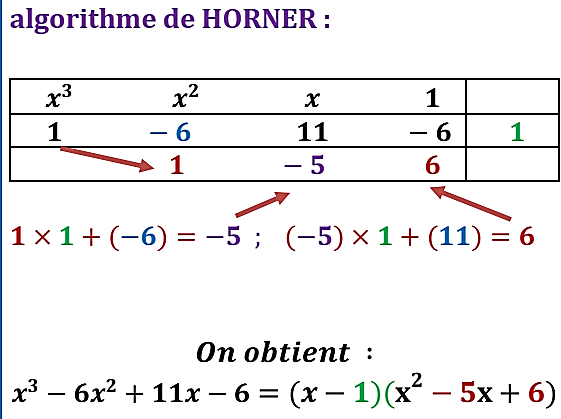 algorithme de HORNER :
x³ x² x 1
1 − 6 11 − 6 1
1 − 5 6
1 × 1 + (−6) = −5 ; (−5) × 1 + (11) = 6
On obtient :
x³ − 6x² + 11x − 6 = (x − 1)(x² − 5x + 6)